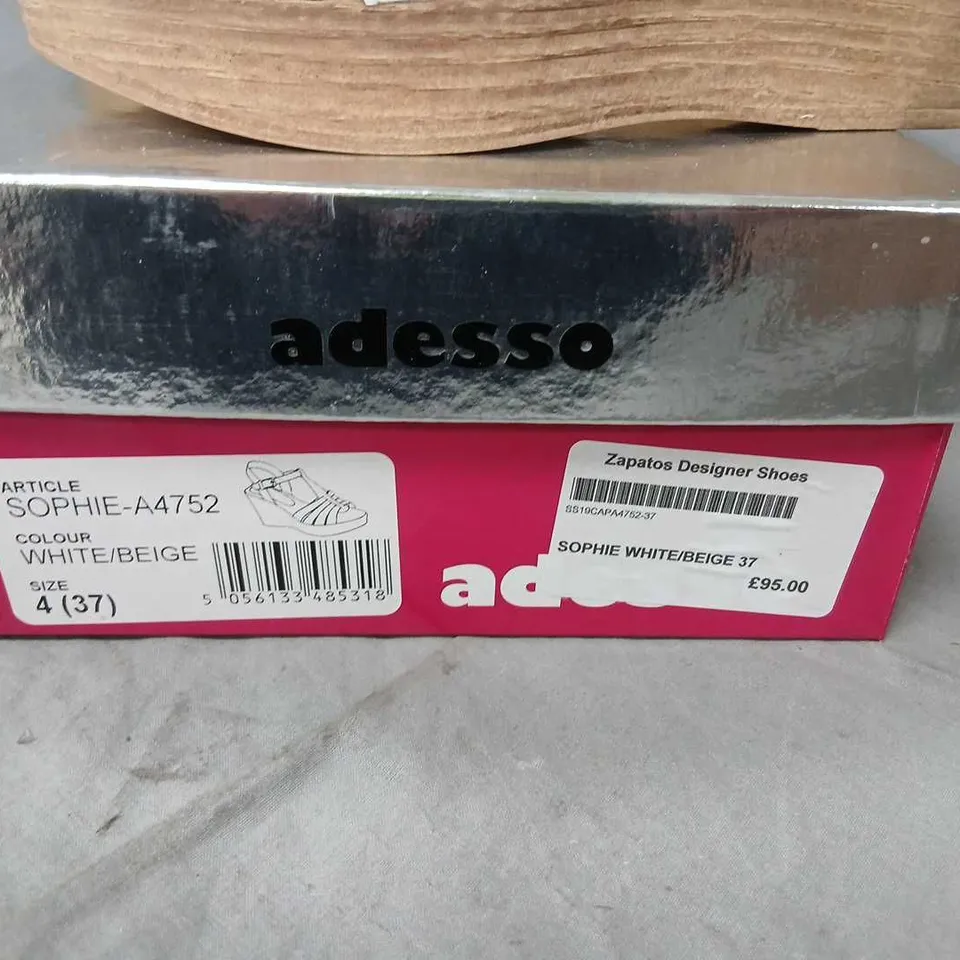 adesso
ARTICLE
SOPHIE-A4752
COLOUR
WHITE/BEIGE
SIZE
4 (37)
5 056133 485318
Zapatos Designer Shoes
SS19CAPA4752-37
SOPHIE WHITE/BEIGE 37
£95.00